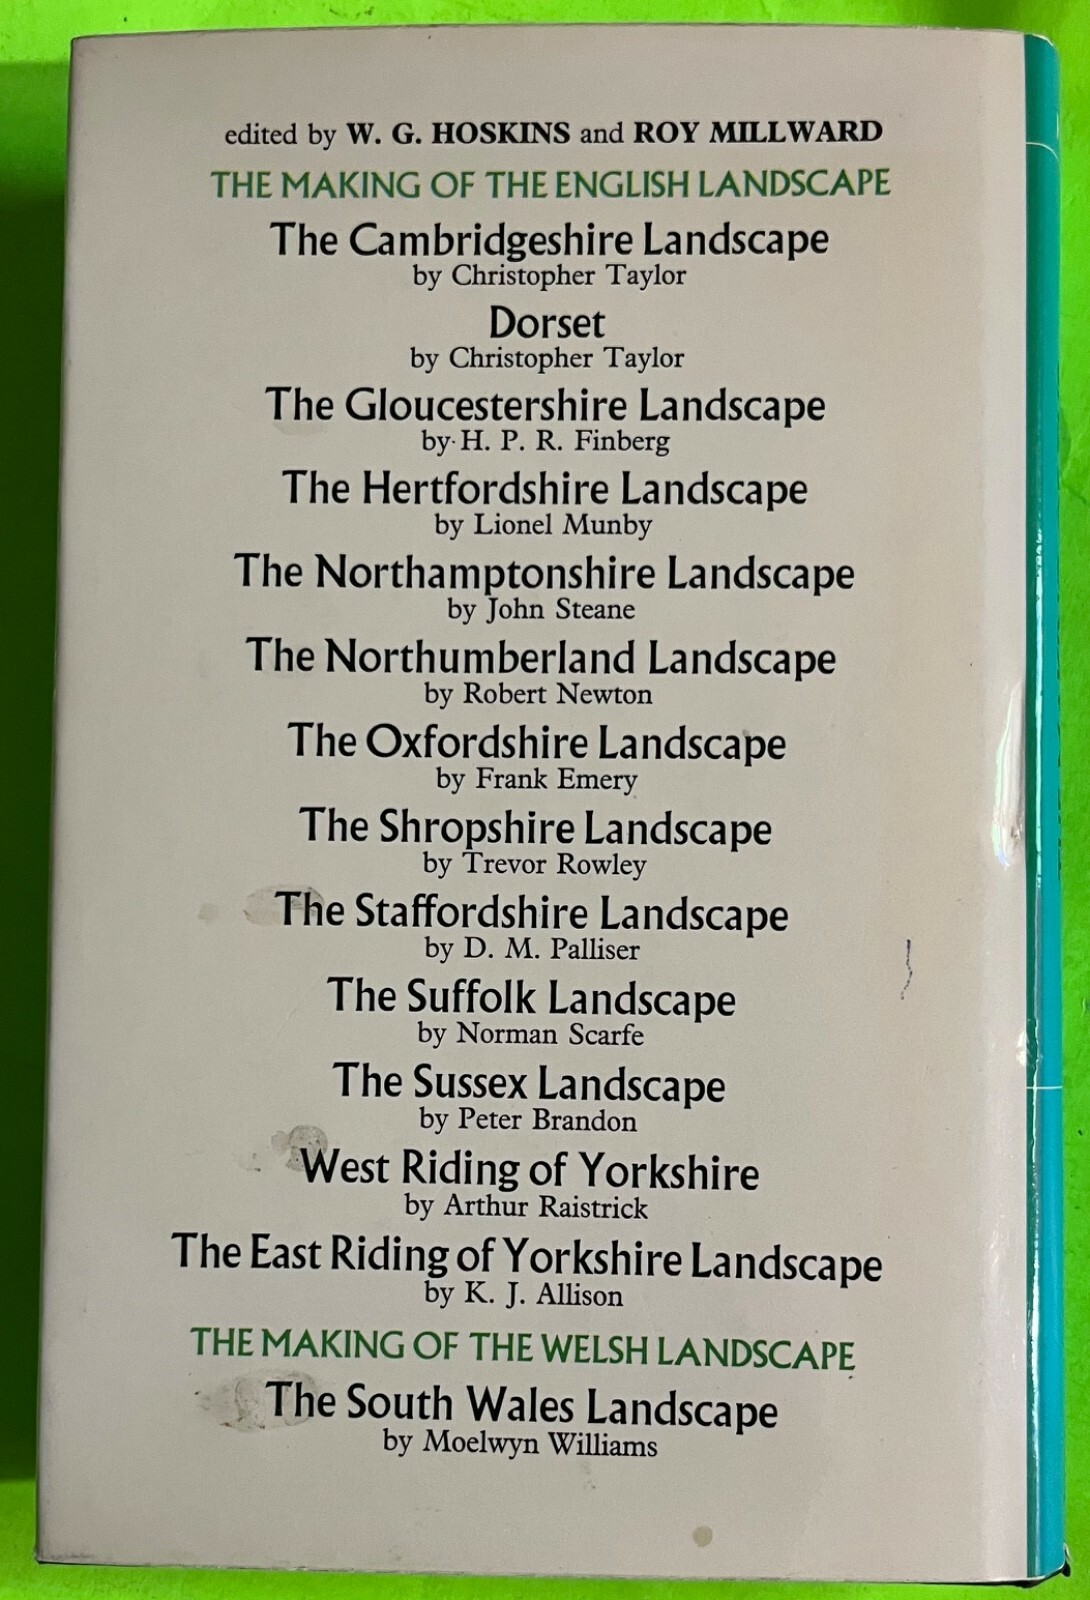 edited by W. G. HOSKINS and ROY MILLWARD
THE MAKING OF THE ENGLISH LANDSCAPE
The Cambridgeshire Landscape
by Christopher Taylor
Dorset
by Christopher Taylor
The Gloucestershire Landscape
by H. P. R. Finberg
The Hertfordshire Landscape
by Lionel Munby
The Northamptonshire Landscape
by John Steane
The Northumberland Landscape
by Robert Newton
The Oxfordshire Landscape
by Frank Emery
The Shropshire Landscape
by Trevor Rowley
The Staffordshire Landscape
by D. M. Palliser
The Suffolk Landscape
by Norman Scarfe
The Sussex Landscape
by Peter Brandon
West Riding of Yorkshire
by Arthur Raistrick
The East Riding of Yorkshire Landscape
by K. J. Allison
THE MAKING OF THE WELSH LANDSCAPE
The South Wales Landscape
by Moelwyn Williams